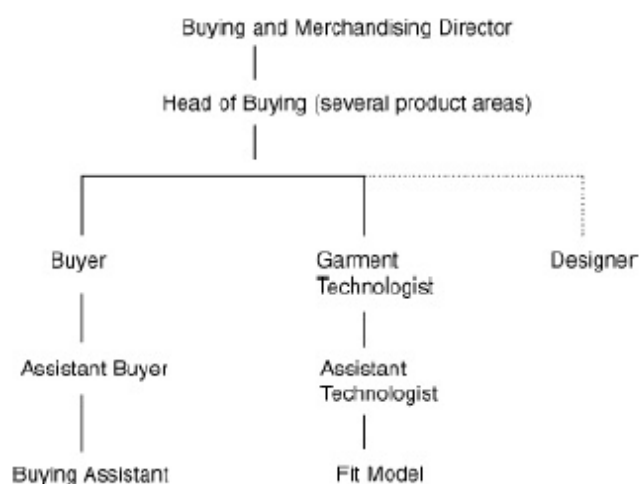 Buying and Merchandising Director
Head of Buying (several product areas)
Buyer
Garment
Technologist
Designer
Assistant Buyer
Assistant
Technologist
Buying Assistant
Fit Model